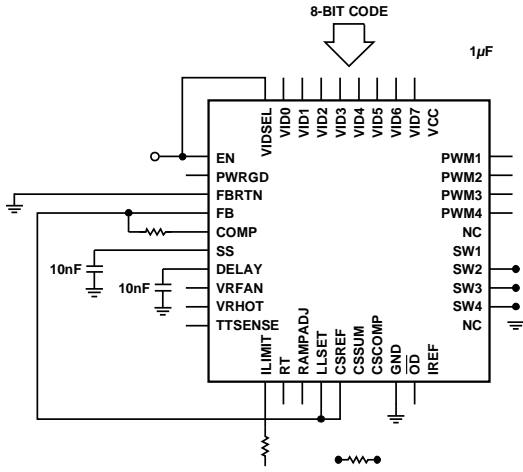 8-BIT CODE
1µF
VIDSEL
VID0
VID1
VID2
VID3
VID4
VID5
VID6
VID7
VCC
EN
PWRGD
FBRTN
FB
COMP
SS
DELAY
VRFAN
VRHOT
TTSENSE
10nF
10nF
PWM1
PWM2
PWM3
PWM4
NC
SW1
SW2
SW3
SW4
NC
ILIMIT
RT
RAMPADJ
LLSET
CSREF
CSSUM
CSCOMP
GND
OD
IREF